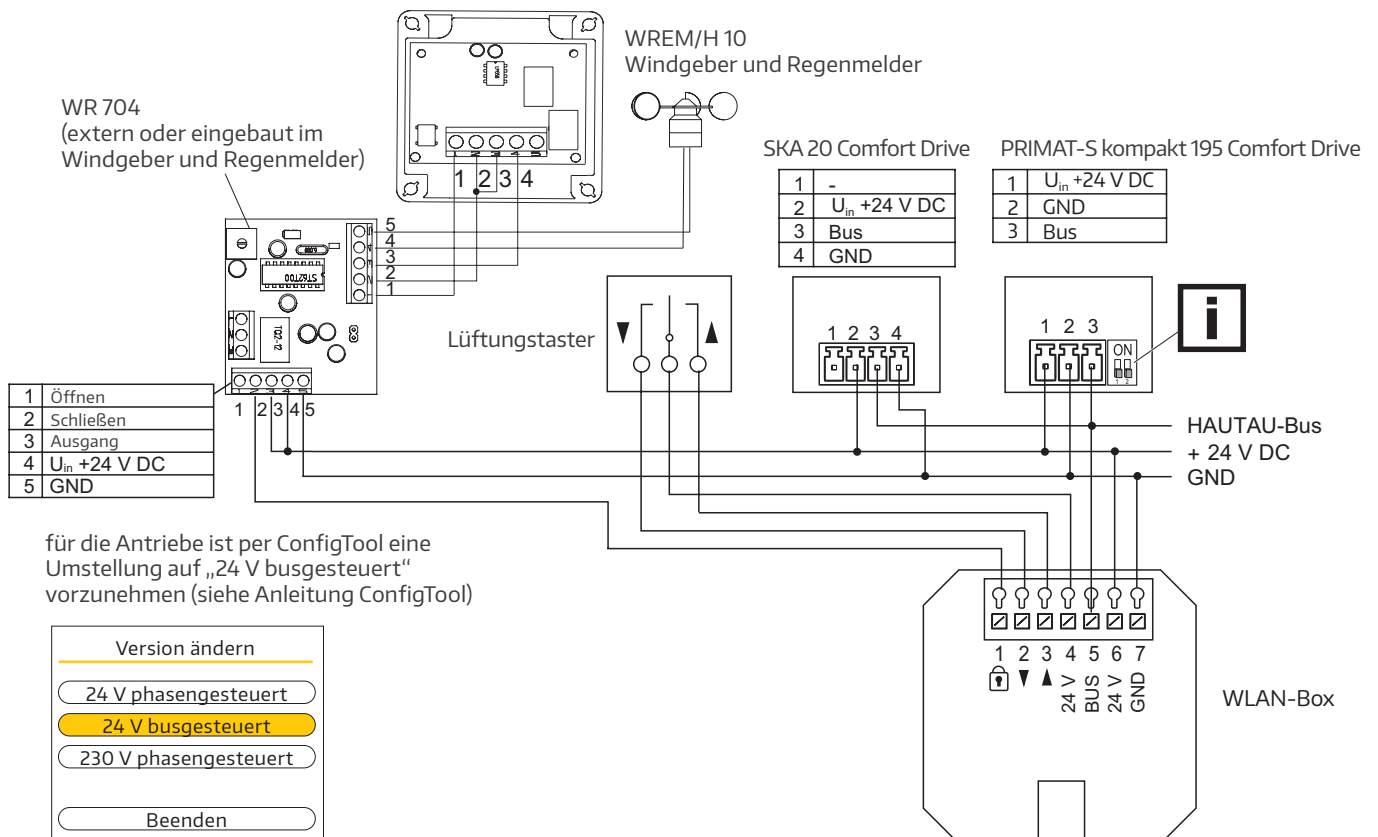 WREM/H 10
Windgeber und Regenmelder
WR 704
(extern oder eingebaut im
Windgeber und Regenmelder)
1 2 3 4
SKA 20 Comfort Drive
1 -
2 Uin +24 V DC
3 Bus
4 GND
PRIMAT-S kompakt 195 Comfort Drive
1 Uin +24 V DC
2 GND
3 Bus
5
4
3
2
1
ST62T00
TQ2-12
Lüftungstaster
▼ ▲
1 2 3 4
1 2 3
ON
1 2
i
1 2 3 4 5
1 Öffnen
2 Schließen
3 Ausgang
4 Uin +24 V DC
5 GND
HAUTAU-Bus
+ 24 V DC
GND
für die Antriebe ist per ConfigTool eine
Umstellung auf „24 V busgesteuert“
vorzunehmen (siehe Anleitung ConfigTool)
Version ändern
24 V phasengesteuert
24 V busgesteuert
230 V phasengesteuert
Beenden
1 2 3 4 5 6 7
▼ ▲ 24 V BUS 24 V GND
WLAN-Box